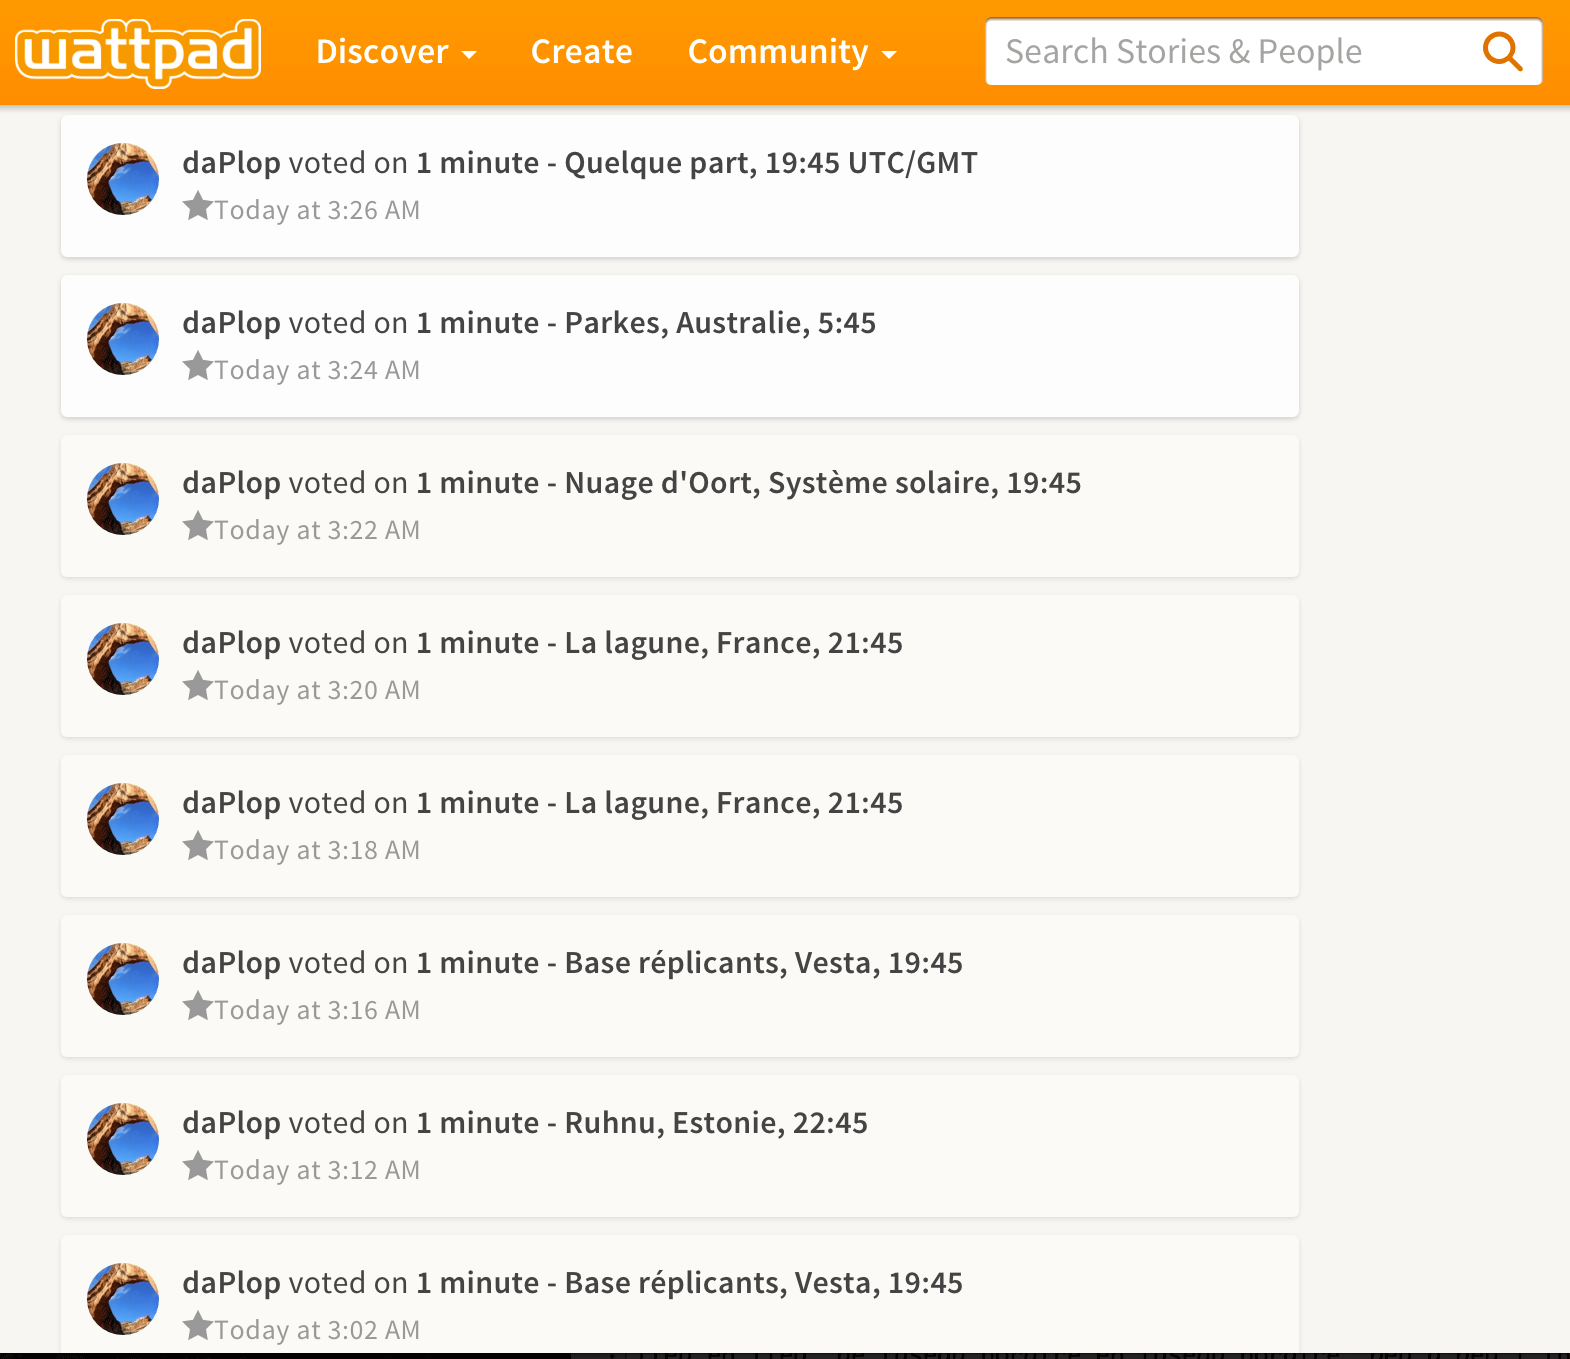 wattpad Discover Create Community Search Stories & People
daPlop voted on 1 minute - Quelque part, 19:45 UTC/GMT
Today at 3:26 AM
daPlop voted on 1 minute - Parkes, Australie, 5:45
Today at 3:24 AM
daPlop voted on 1 minute - Nuage d'Oort, Système solaire, 19:45
Today at 3:22 AM
daPlop voted on 1 minute - La lagune, France, 21:45
Today at 3:20 AM
daPlop voted on 1 minute - La lagune, France, 21:45
Today at 3:18 AM
daPlop voted on 1 minute - Base réplicants, Vesta, 19:45
Today at 3:16 AM
daPlop voted on 1 minute - Ruhnu, Estonie, 22:45
Today at 3:12 AM
daPlop voted on 1 minute - Base réplicants, Vesta, 19:45
Today at 3:02 AM